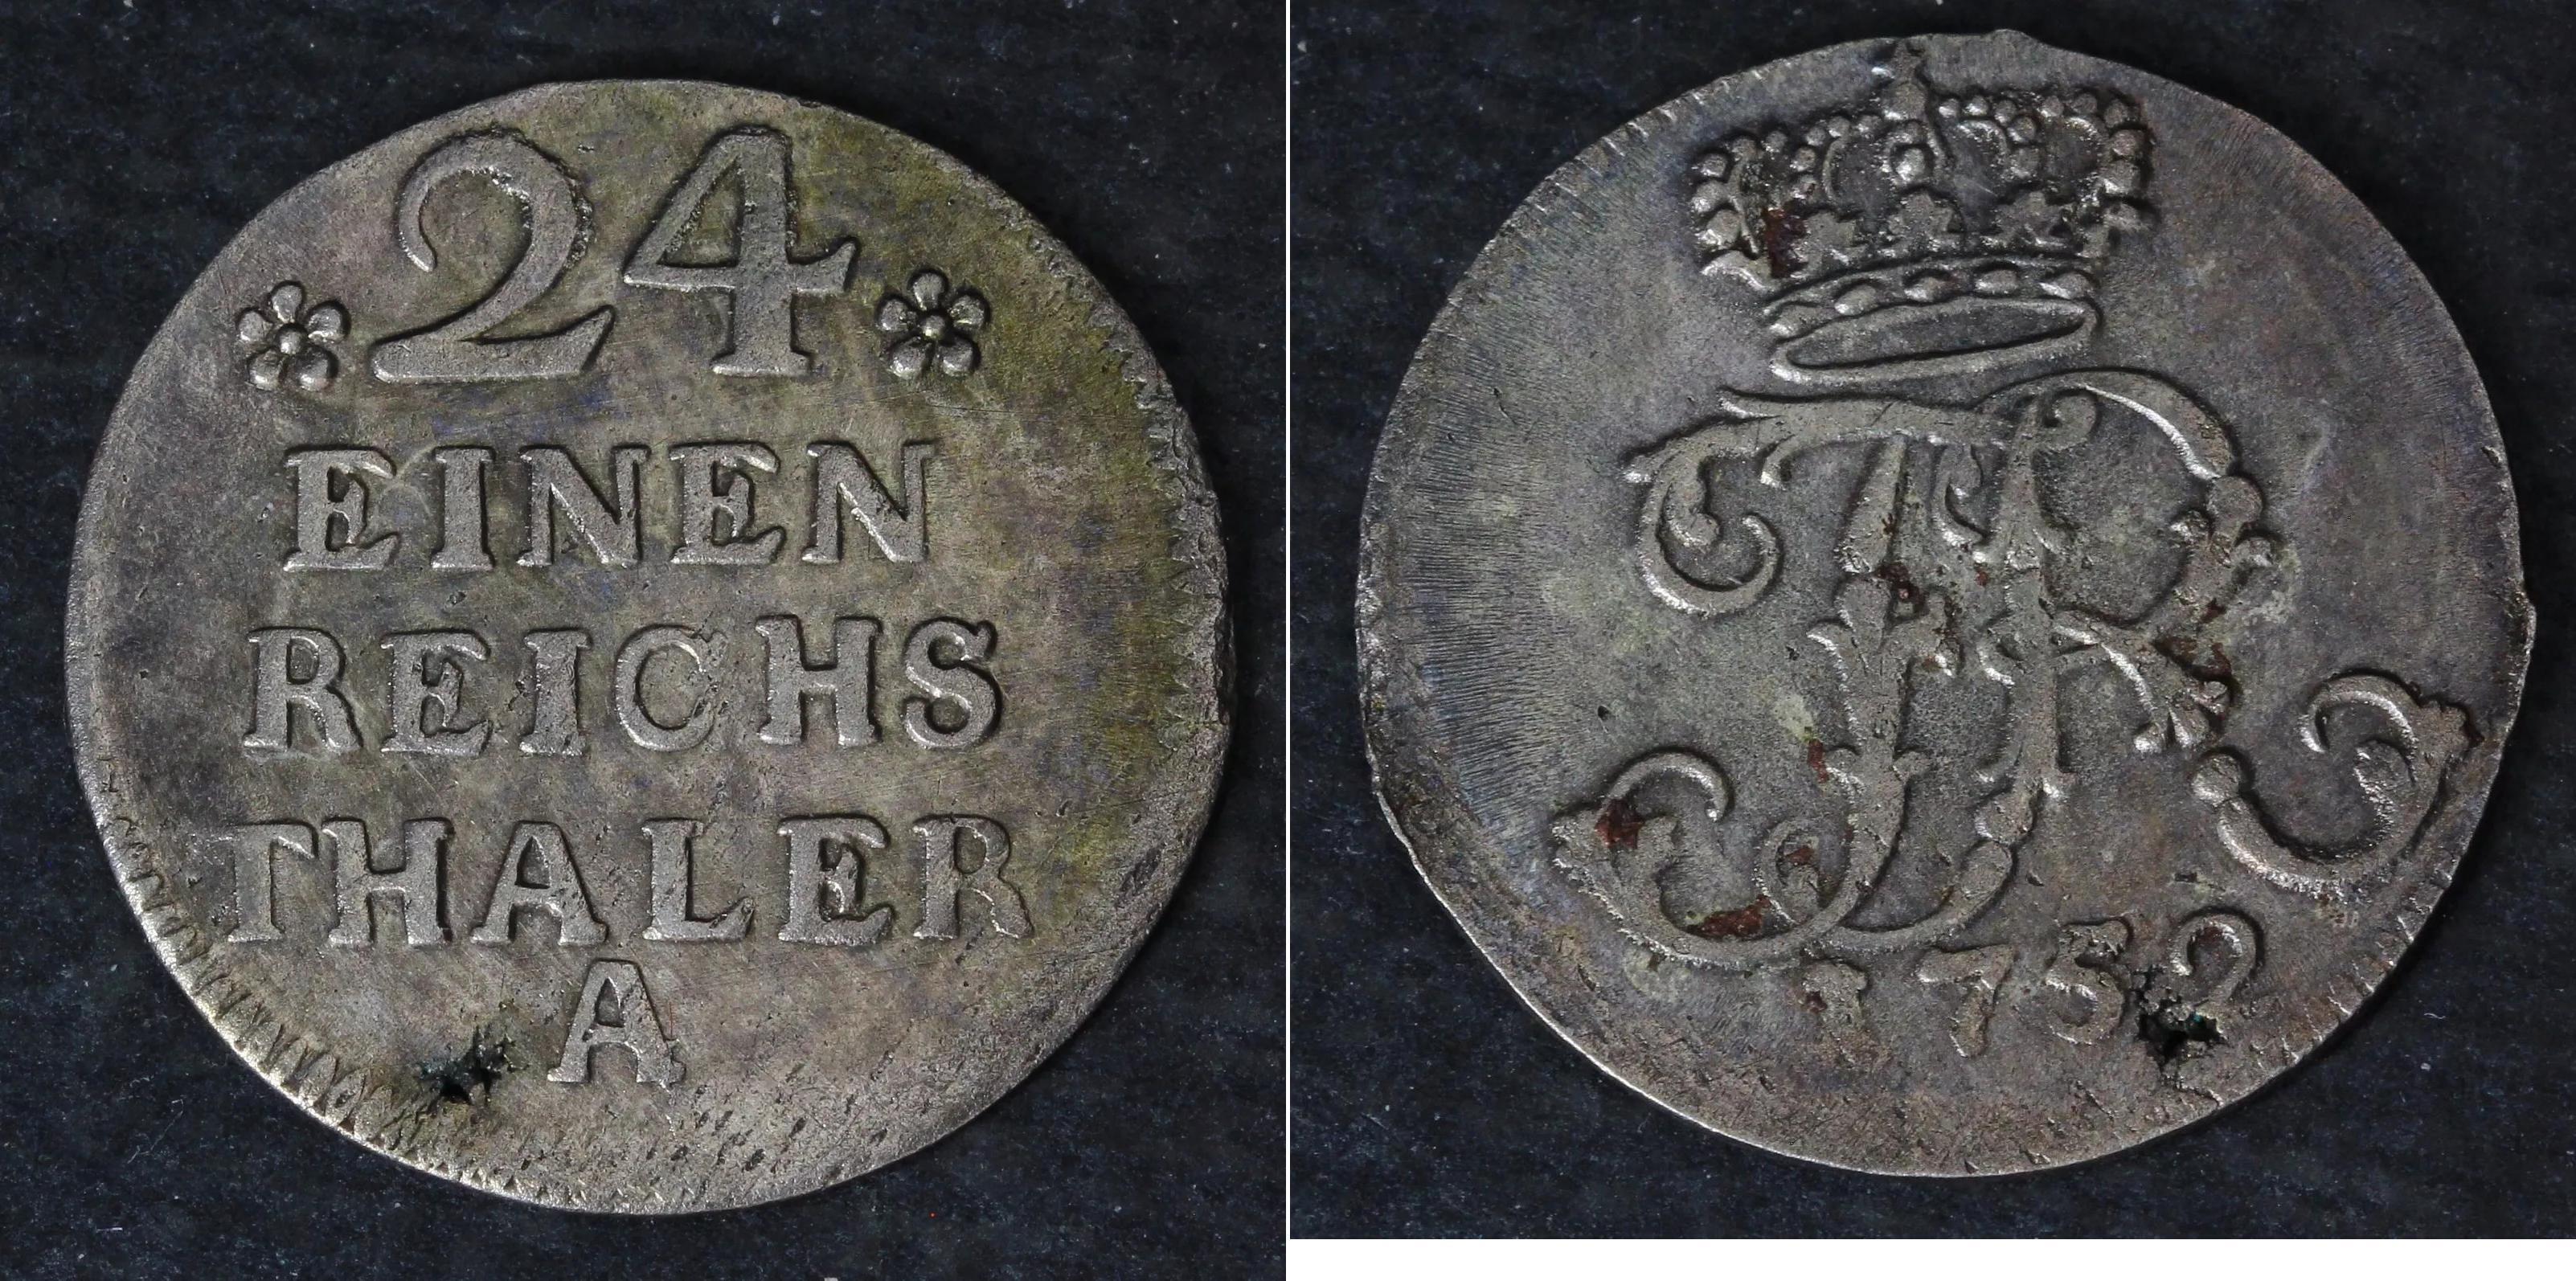 24
EINEN
REICHS
THALER
A
FR
1752